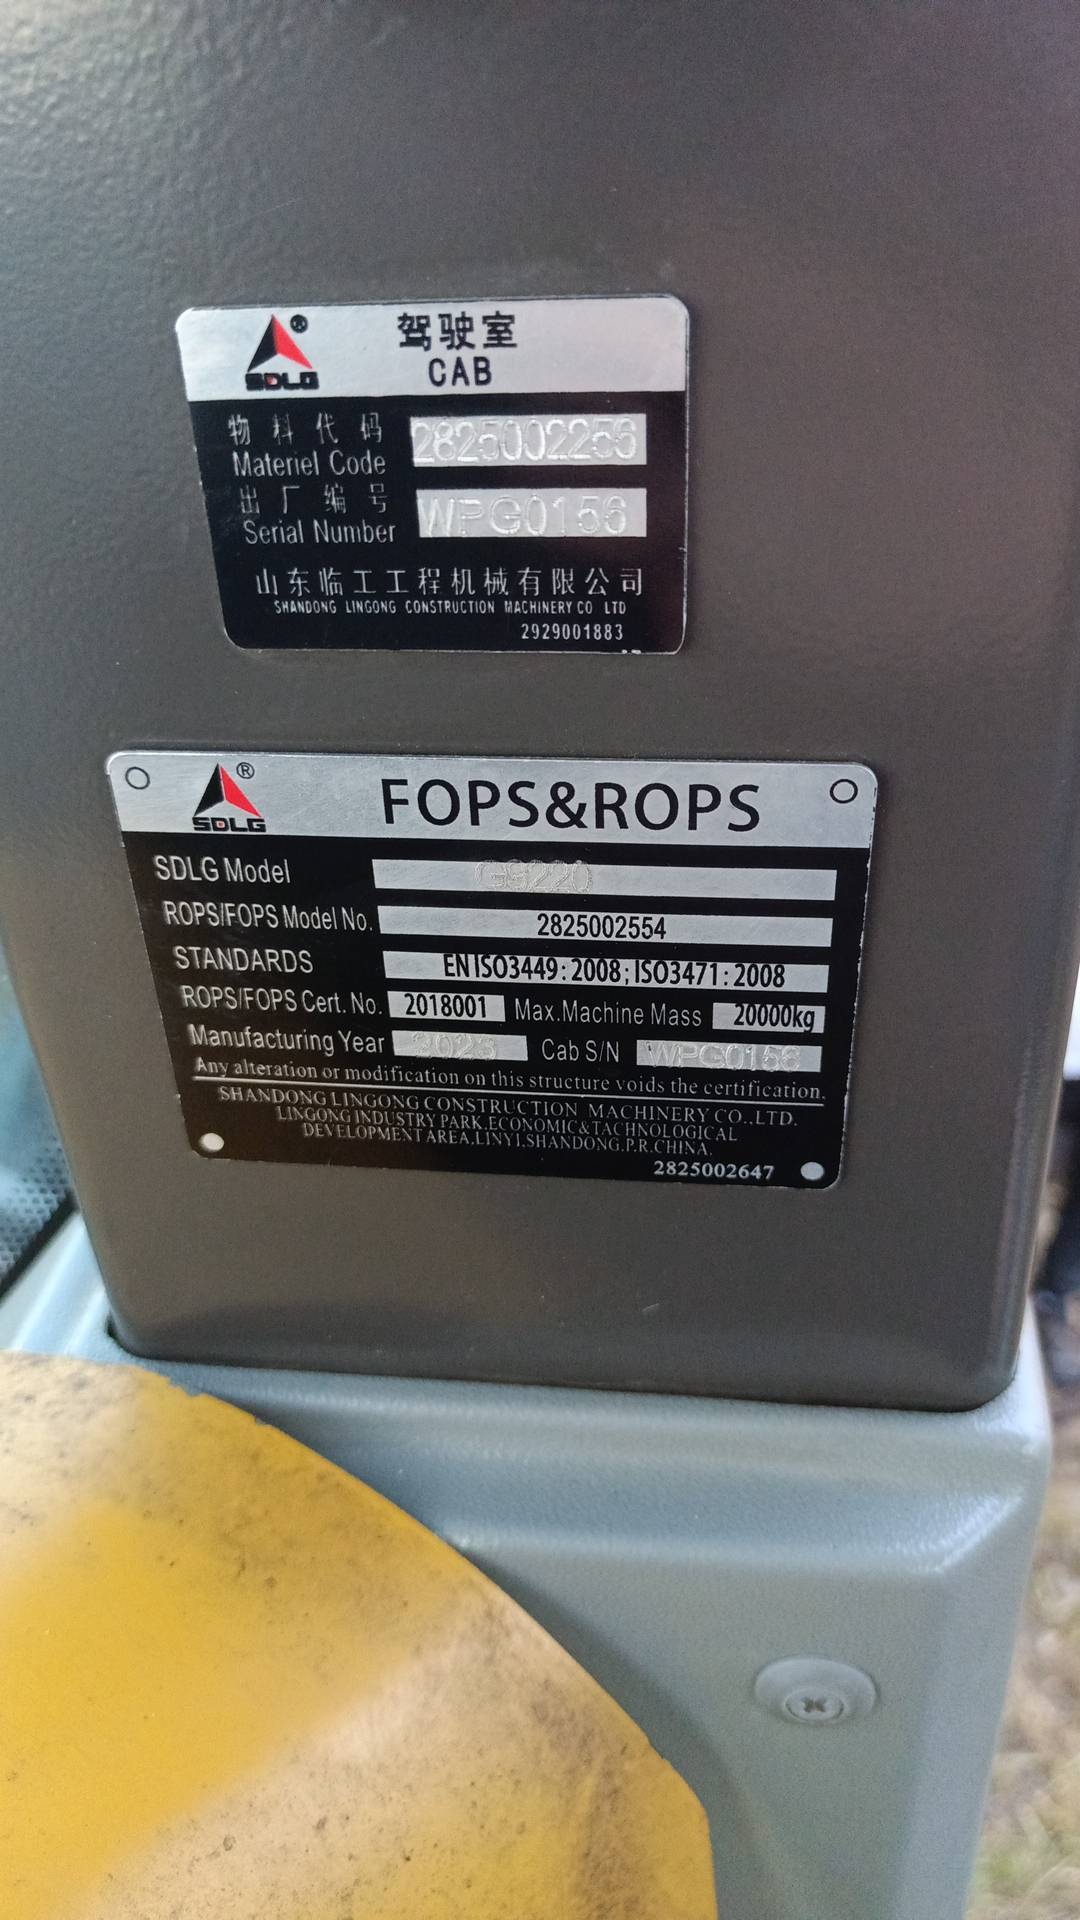 ® 驾驶室
SDLG CAB
物料代码 2825002256
Materiel Code
出厂编号 WPG0156
Serial Number
山东临工工程机械有限公司
SHANDONG LINGONG CONSTRUCTION MACHINERY CO LTD
2929001883
® FOPS&ROPS
SDLG
SDLG Model G9220
ROPS/FOPS Model No. 2825002554
STANDARDS EN ISO3449:2008;ISO3471:2008
ROPS/FOPS Cert. No. 2018001 Max.Machine Mass 20000kg
Manufacturing Year Cab S/N WPG0156
Any alteration or modification on this structure voids the certification.
SHANDONG LINGONG CONSTRUCTION MACHINERY CO.,LTD.
LINGONG INDUSTRY PARK.ECONOMIC&TACHNOLOGICAL
DEVELOPMENT AREA.LINYI.SHANDONG.P.R.CHINA.
2825002647